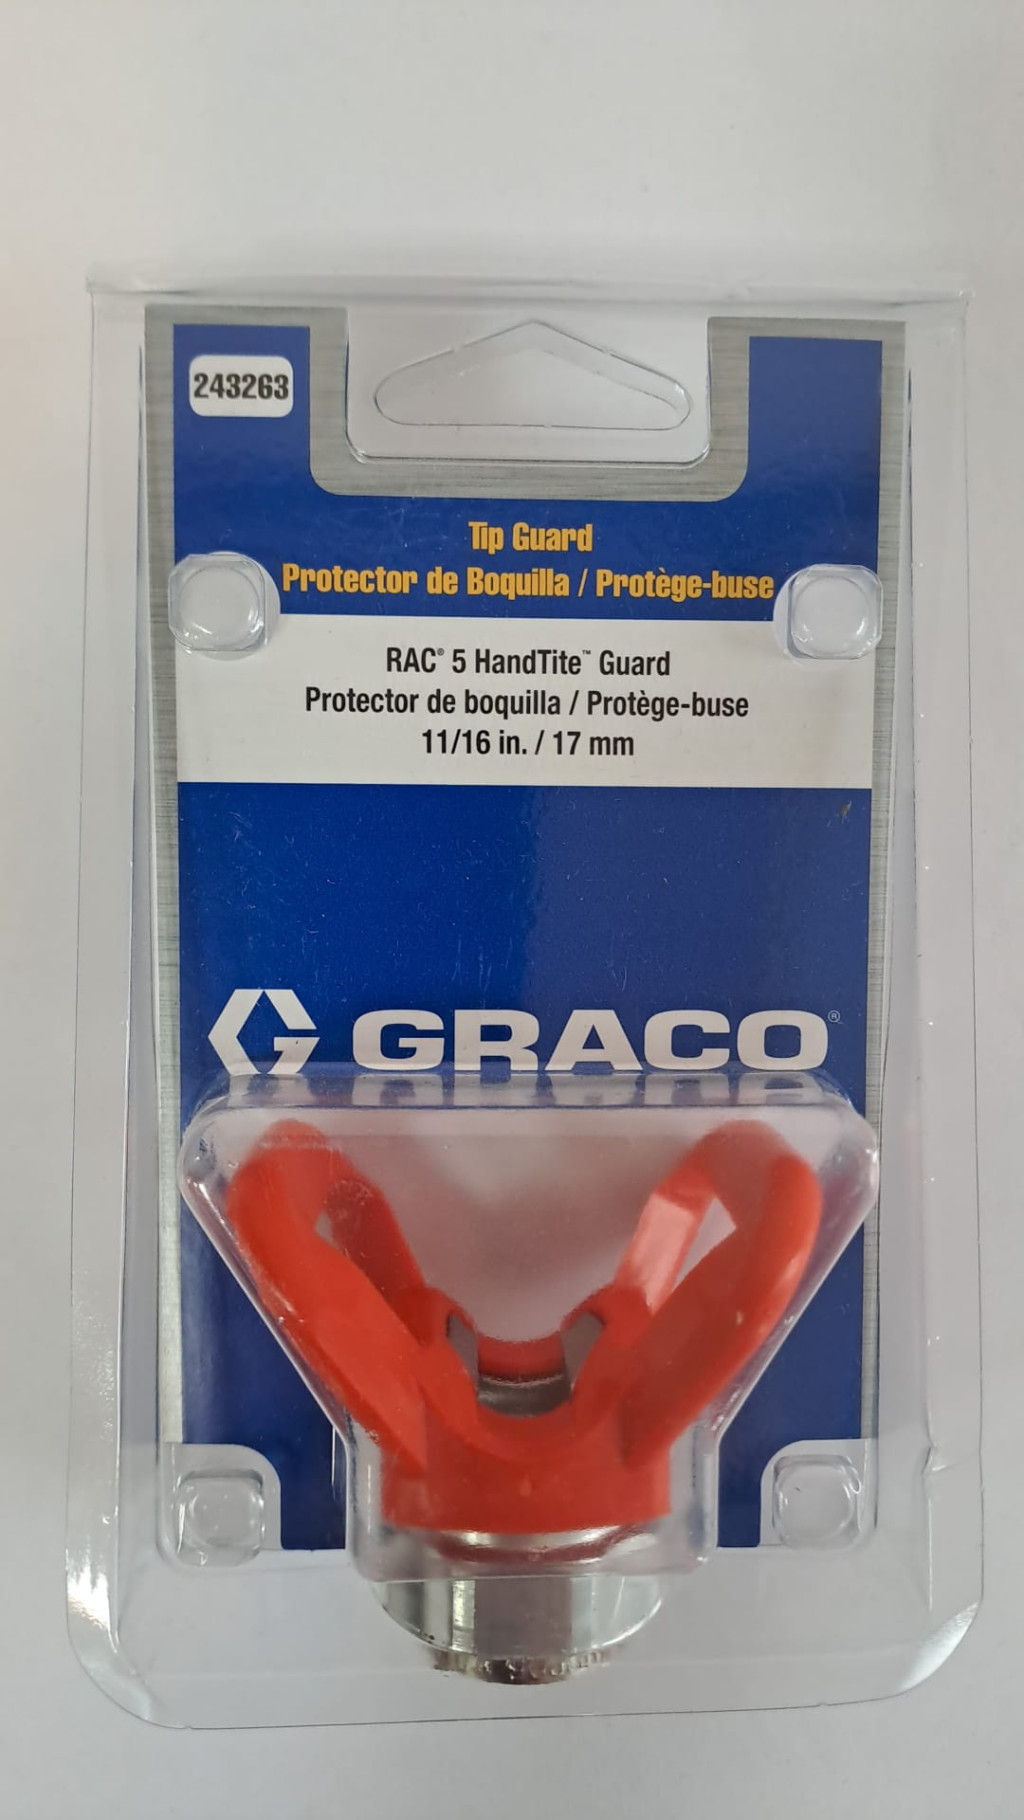 243263
Tip Guard
Protector de Boquilla / Protège-buse
RAC® 5 HandTite™ Guard
Protector de boquilla / Protège-buse
11/16 in. / 17 mm
GRACO®